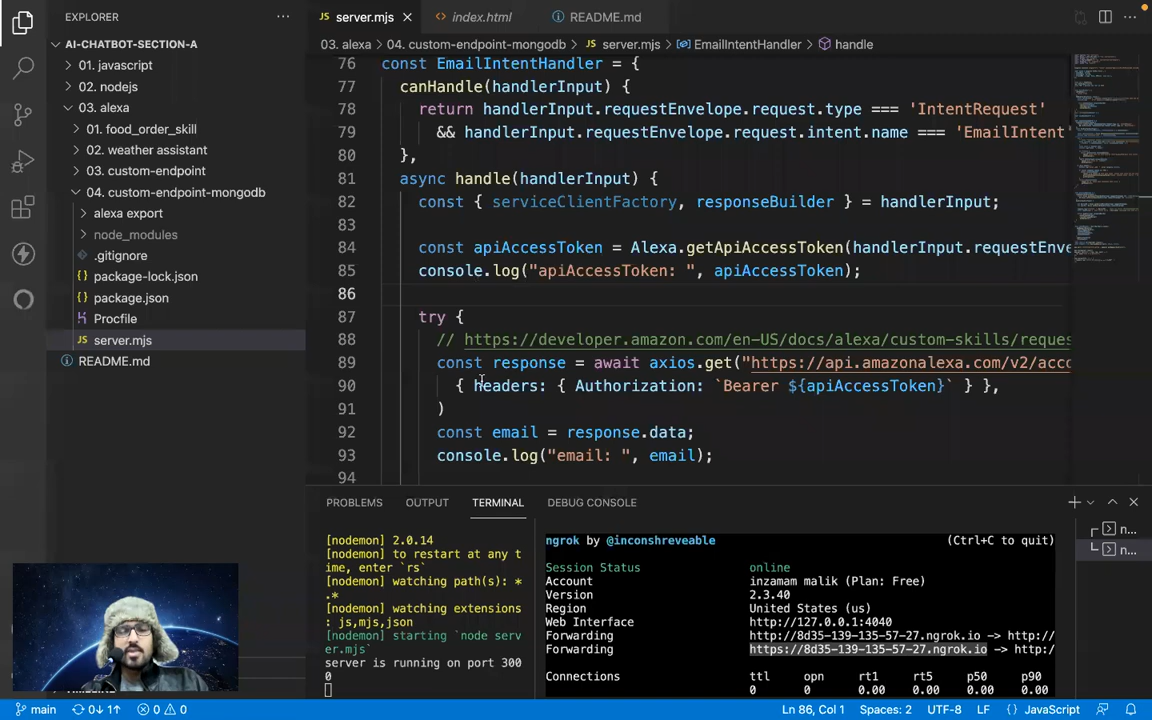 EXPLORER
AI-CHATBOT-SECTION-A
01. javascript
02. nodejs
03. alexa
01. food_order_skill
02. weather assistant
03. custom-endpoint
04. custom-endpoint-mongodb
alexa export
node_modules
.gitignore
package-lock.json
package.json
Procfile
JS server.mjs
README.md
JS server.mjs
index.html
README.md
03. alexa > 04. custom-endpoint-mongodb > JS server.mjs > EmailIntentHandler > handle
76 const EmailIntentHandler = {
77 canHandle(handlerInput) {
78 return handlerInput.requestEnvelope.request.type === 'IntentRequest'
79 && handlerInput.requestEnvelope.request.intent.name === 'EmailIntent
80 },
81 async handle(handlerInput) {
82 const { serviceClientFactory, responseBuilder } = handlerInput;
83
84 const apiAccessToken = Alexa.getApiAccessToken(handlerInput.requestEnve
85 console.log("apiAccessToken: ", apiAccessToken);
86
87 try {
88 // https://developer.amazon.com/en-US/docs/alexa/custom-skills/reques
89 const response = await axios.get("https://api.amazonalexa.com/v2/acco
90 { headers: { Authorization: `Bearer ${apiAccessToken}` } },
91 )
92 const email = response.data;
93 console.log("email: ", email);
94
PROBLEMS OUTPUT TERMINAL DEBUG CONSOLE
[nodemon] 2.0.14
[nodemon] to restart at any t
ime, enter `rs`
[nodemon] watching path(s): *
.*
[nodemon] watching extensions
: js,mjs,json
[nodemon] starting `node serv
er.mjs`
server is running on port 300
0
ngrok by @inconshreveable (Ctrl+C to quit)
Session Status online
Account inzamam malik (Plan: Free)
Version 2.3.40
Region United States (us)
Web Interface http://127.0.0.1:4040
Forwarding http://8d35-139-135-57-27.ngrok.io -> http:/
Forwarding https://8d35-139-135-57-27.ngrok.io -> http:
Connections ttl opn rt1 rt5 p50 p90
0 0 0.00 0.00 0.00 0.00
n...
n...
main 0↓ 1↑ 0 0
Ln 86, Col 1 Spaces: 2 UTF-8 LF {} JavaScript